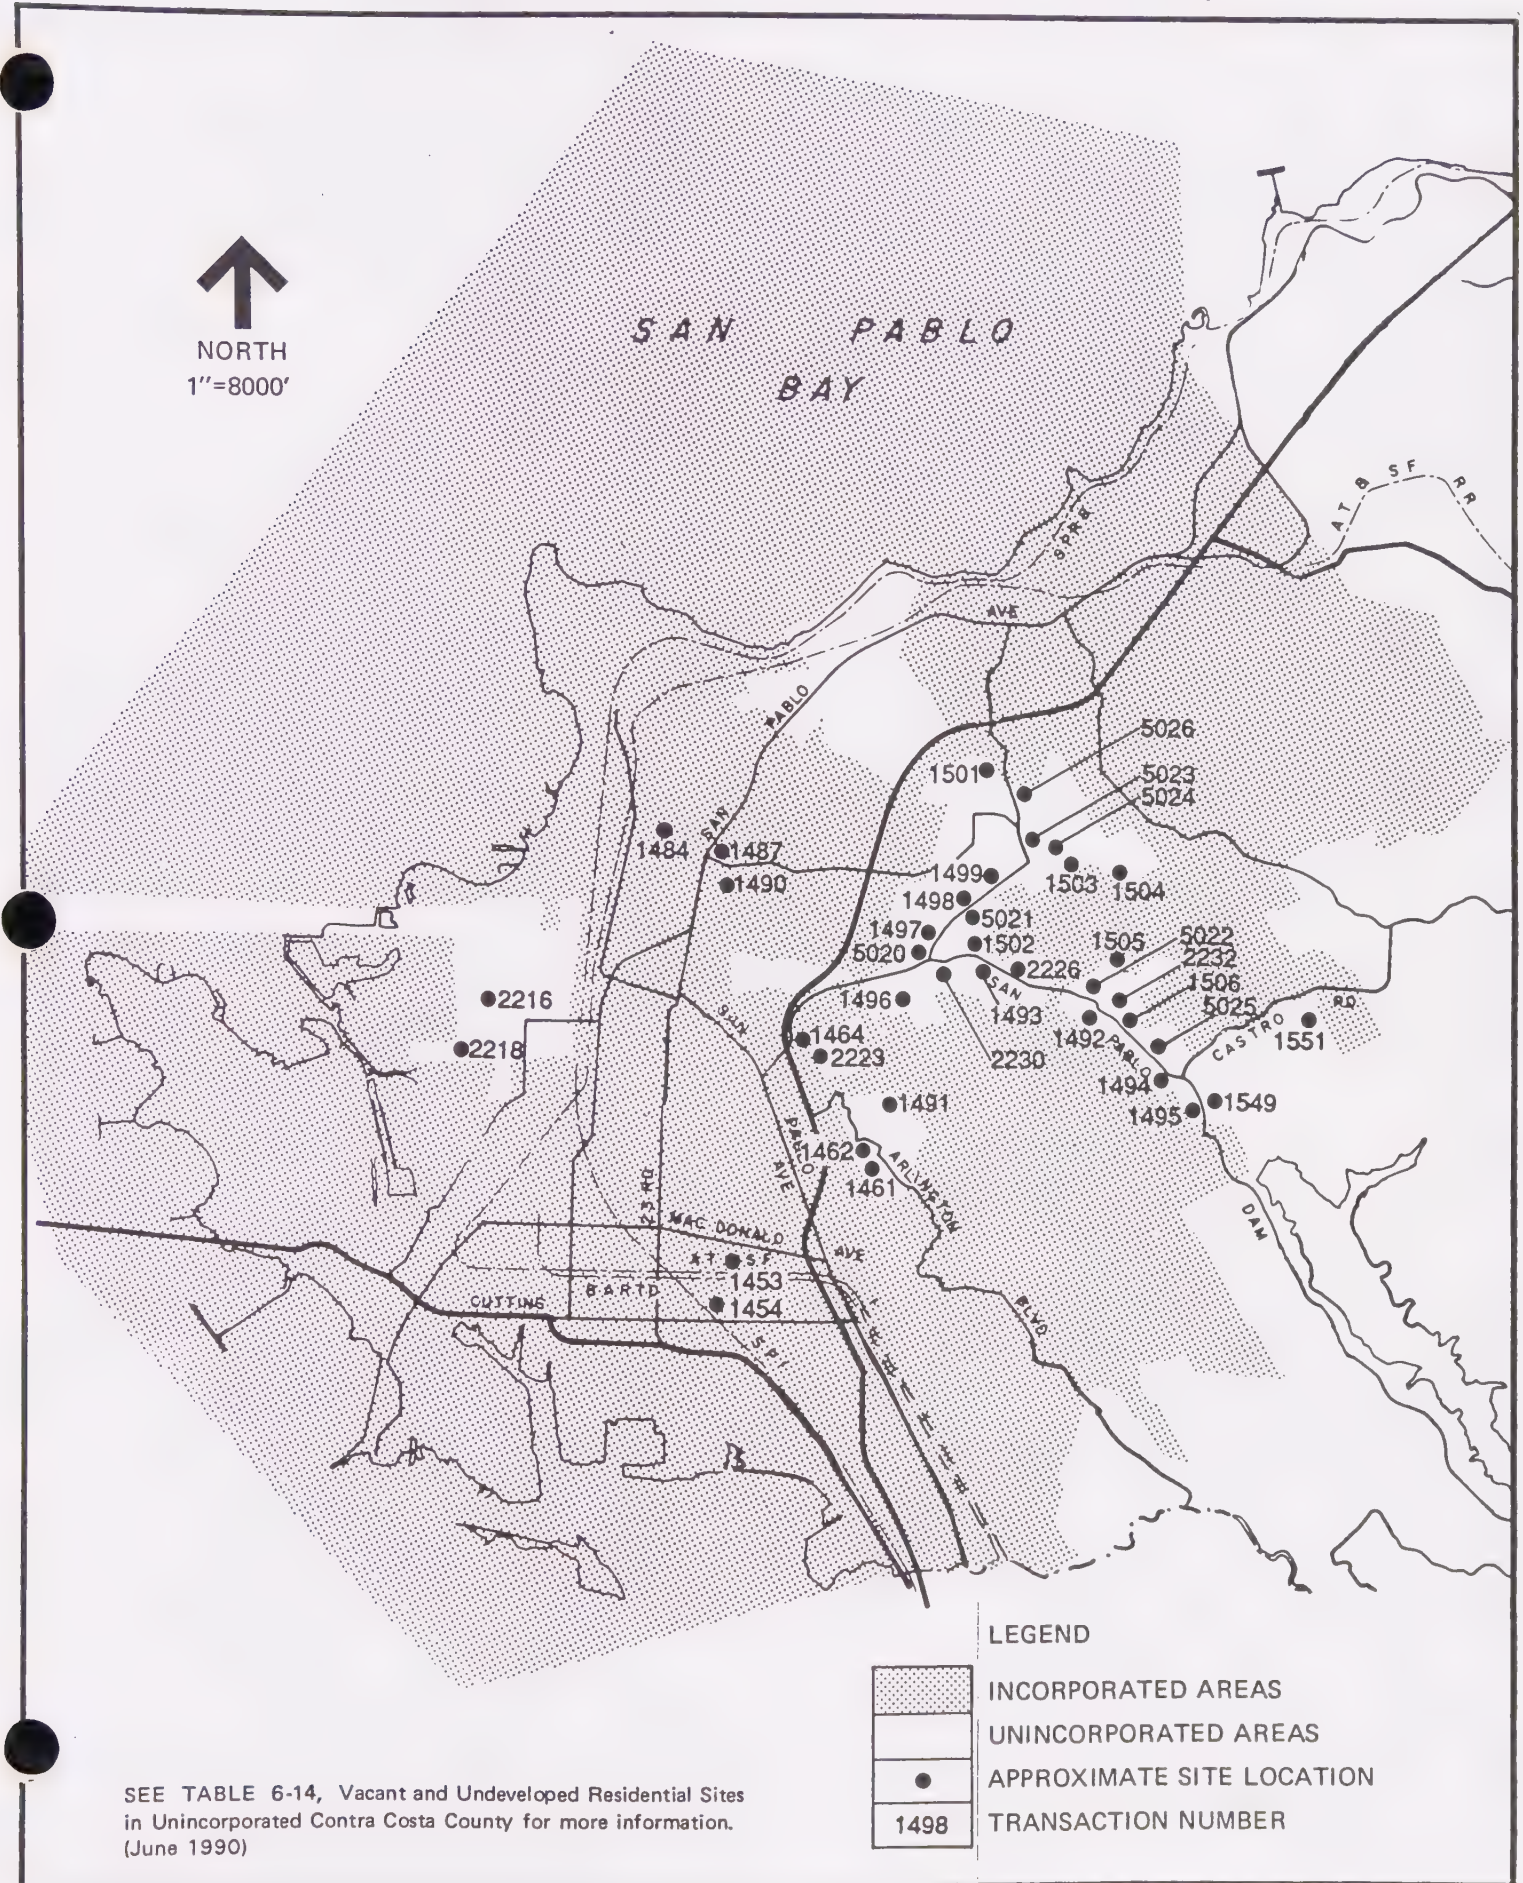 NORTH
1"=8000'
SAN PABLO
BAY
AT & SF RR
SPRR
AVE
PABLO
SAN
5026
1501
5023
5024
1484
1487
1490
1499
1503
1504
1498
5021
1497
1502
5020
1505
5022
2232
1506
5025
2226
SAN
1493
1496
2216
2218
SAN
1464
2223
2230
1492
PABLO
CASTRO
RD
1551
1494
1495
1549
1491
PABLO
AVE
1462
1461
ARLINGTON
23 RD
MAC DONALD
AVE
DAM
AT SF
1453
BARTD
CUTTING
1454
BLVD
LEGEND
INCORPORATED AREAS
UNINCORPORATED AREAS
APPROXIMATE SITE LOCATION
1498 TRANSACTION NUMBER
SEE TABLE 6-14, Vacant and Undeveloped Residential Sites
in Unincorporated Contra Costa County for more information.
(June 1990)